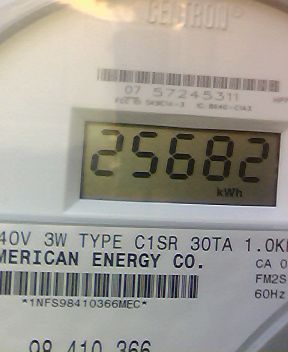 CENTRON®
07 57245311
25682
kWh
40V 3W TYPE C1SR 30TA 1.0K
MERICAN ENERGY CO.
CA 0
FM2S
60Hz
*1NFS98410366MEC*
98 410 366